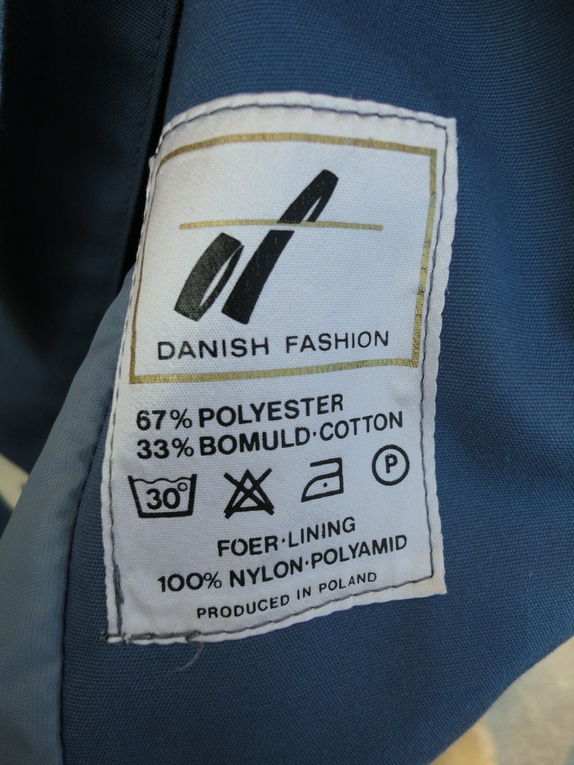 DANISH FASHION
67% POLYESTER
33% BOMULD·COTTON
30°
P
FOER·LINING
100% NYLON·POLYAMID
PRODUCED IN POLAND